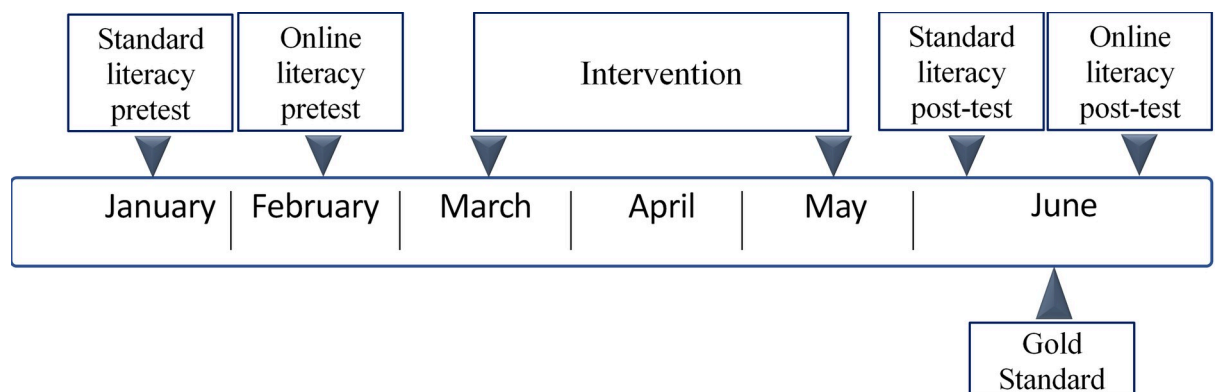 Standard
literacy
pretest
Online
literacy
pretest
Intervention
Standard
literacy
post-test
Online
literacy
post-test
January
February
March
April
May
June
Gold
Standard